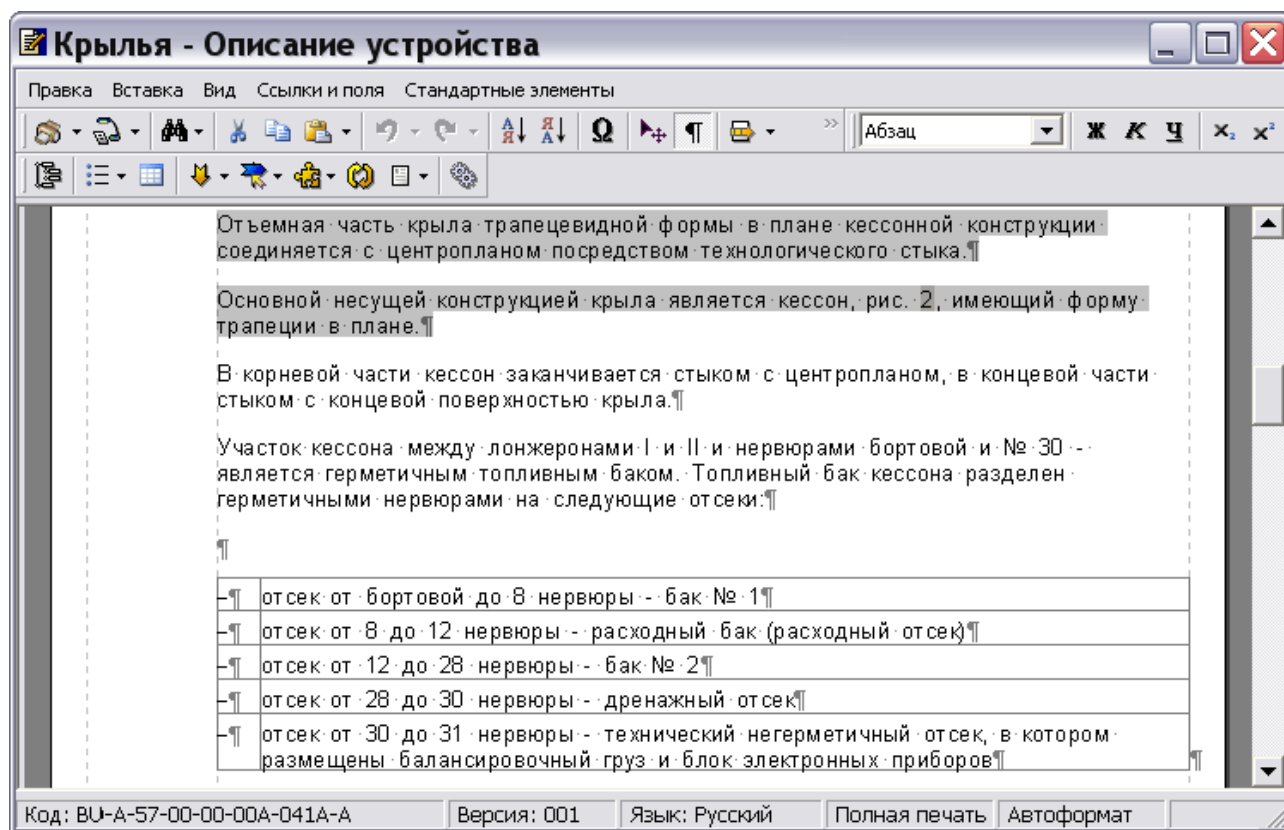 Крылья - Описание устройства
Правка Вставка Вид Ссылки и поля Стандартные элементы
Абзац Ж К Ч x₂ x²
Отъемная часть крыла трапецевидной формы в плане кессонной конструкции
соединяется с центропланом посредством технологического стыка.¶
Основной несущей конструкцией крыла является кессон, рис. 2, имеющий форму
трапеции в плане.¶
В корневой части кессон заканчивается стыком с центропланом, в концевой части
стыком с концевой поверхностью крыла.¶
Участок кессона между лонжеронами I и II и нервюрами бортовой и № 30 -
является герметичным топливным баком. Топливный бак кессона разделен
герметичными нервюрами на следующие отсеки:¶
¶
–¶ отсек от бортовой до 8 нервюры - бак № 1¶
–¶ отсек от 8 до 12 нервюры - расходный бак (расходный отсек)¶
–¶ отсек от 12 до 28 нервюры - бак № 2¶
–¶ отсек от 28 до 30 нервюры - дренажный отсек¶
–¶ отсек от 30 до 31 нервюры - технический негерметичный отсек, в котором
размещены балансировочный груз и блок электронных приборов¶ ¶
Код: BU-A-57-00-00-00A-041A-A Версия: 001 Язык: Русский Полная печать Автоформат